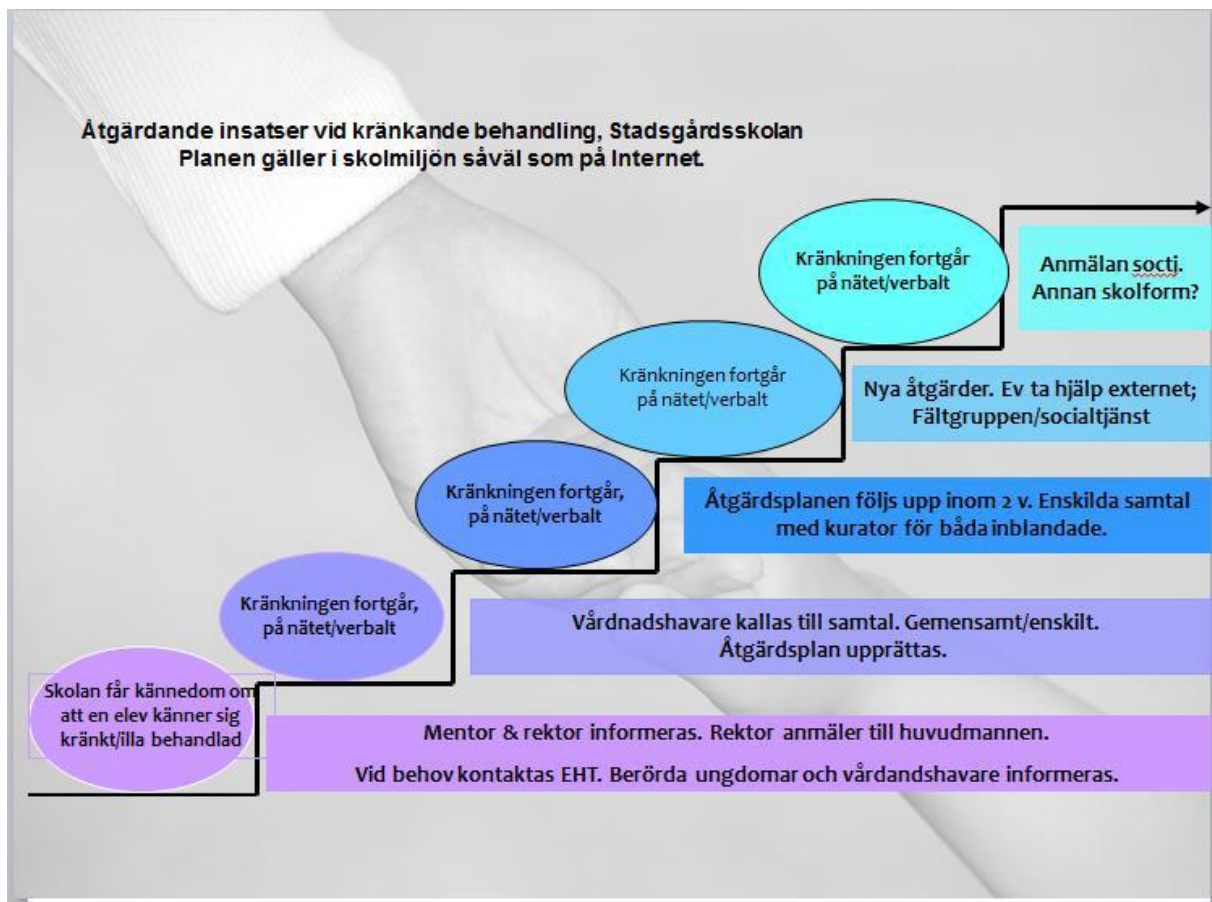 Åtgärdande insatser vid kränkande behandling, Stadsgårdsskolan
Planen gäller i skolmiljön såväl som på Internet.
Kränkningen fortgår
på nätet/verbalt
Anmälan soctj.
Annan skolform?
Kränkningen fortgår
på nätet/verbalt
Nya åtgärder. Ev ta hjälp externet;
Fältgruppen/socialtjänst
Kränkningen fortgår,
på nätet/verbalt
Åtgärdsplanen följs upp inom 2 v. Enskilda samtal
med kurator för båda inblandade.
Kränkningen fortgår,
på nätet/verbalt
Vårdnadshavare kallas till samtal. Gemensamt/enskilt.
Åtgärdsplan upprättas.
Skolan får kännedom om
att en elev känner sig
kränkt/illa behandlad
Mentor & rektor informeras. Rektor anmäler till huvudmannen.
Vid behov kontaktas EHT. Berörda ungdomar och vårdandshavare informeras.